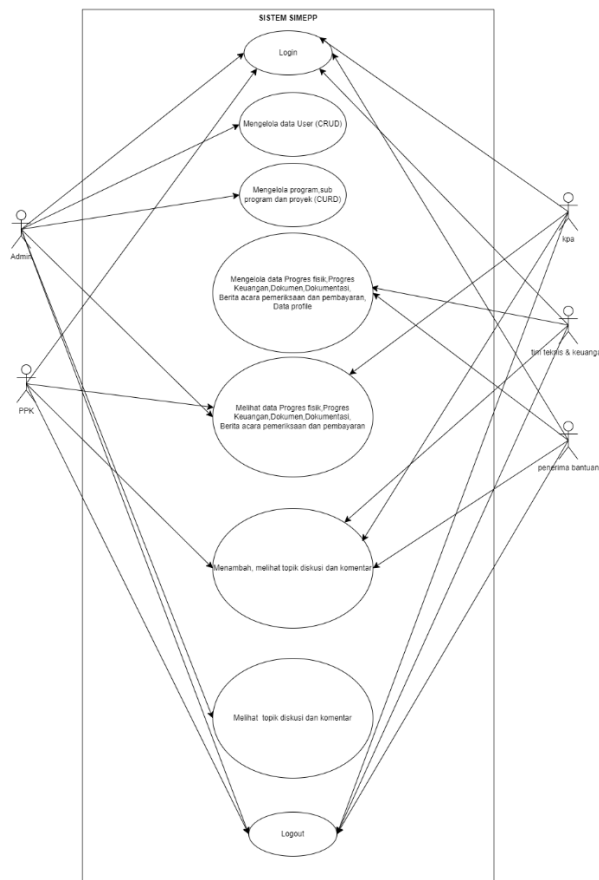 SISTEM SIMEPP
Login
Mengelola data User (CRUD)
Mengelola program,sub
program dan proyek (CURD)
Admin
kpa
Mengelola data Progres fisik,Progres
Keuangan,Dokumen,Dokumentasi,
Berita acara pemeriksaan dan pembayaran,
Data profile
tim teknis & keuanga
PPK
Melihat data Progres fisik,Progres
Keuangan,Dokumen,Dokumentasi,
Berita acara pemeriksaan dan pembayaran
penerima bantuan
Menambah, melihat topik diskusi dan komentar
Melihat topik diskusi dan komentar
Logout